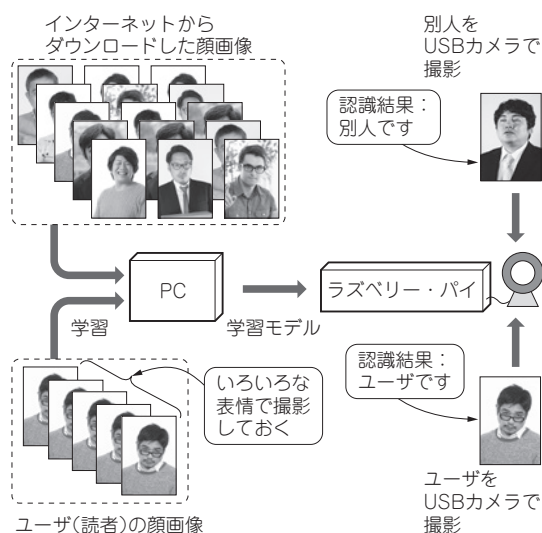 インターネットから
ダウンロードした顔画像
別人を
USBカメラで
撮影
認識結果：
別人です
PC
ラズベリー・パイ
学習
学習モデル
いろいろな
表情で撮影
しておく
認識結果：
ユーザです
ユーザ(読者)の顔画像
ユーザを
USBカメラで
撮影